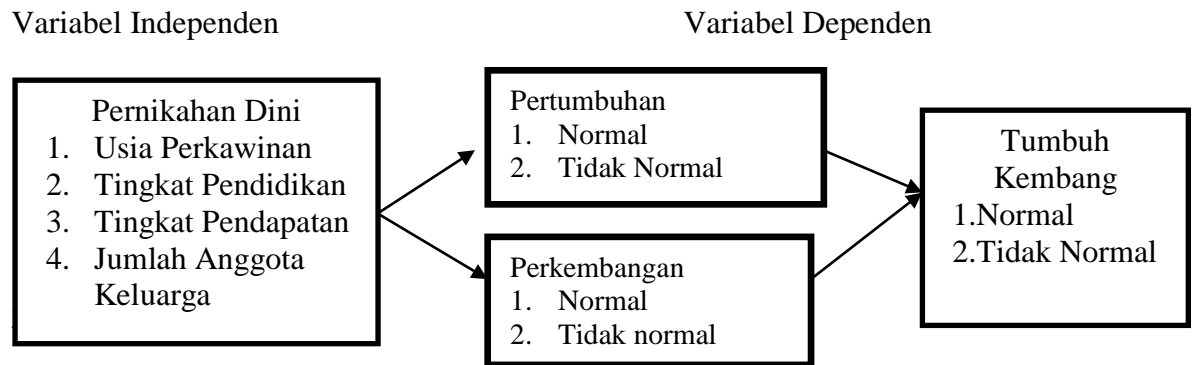 Variabel Independen
Variabel Dependen
Pernikahan Dini
1. Usia Perkawinan
2. Tingkat Pendidikan
3. Tingkat Pendapatan
4. Jumlah Anggota
Keluarga
Pertumbuhan
1. Normal
2. Tidak Normal
Perkembangan
1. Normal
2. Tidak normal
Tumbuh
Kembang
1.Normal
2.Tidak Normal